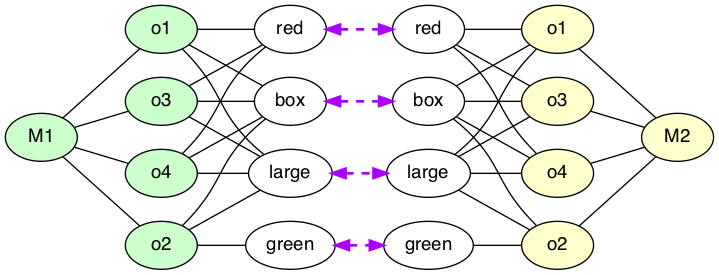 o1 red red o1
o3 box box o3
M1 M2
o4 large large o4
o2 green green o2